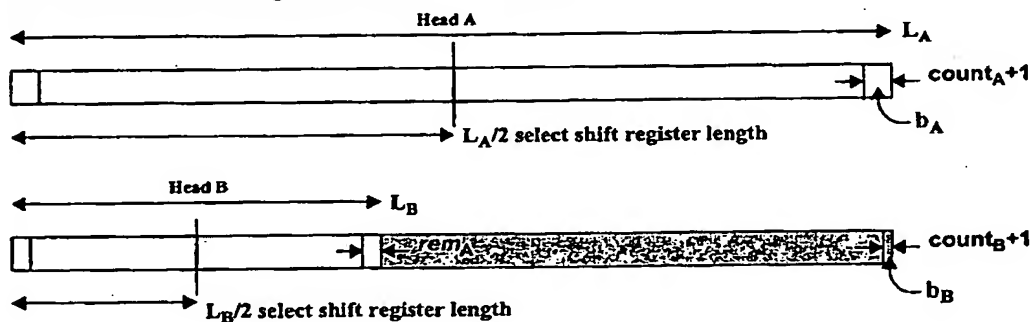 Head A
L_A
count_A+1
b_A
L_A/2 select shift register length
Head B
L_B
rem_A
count_B+1
b_B
L_B/2 select shift register length